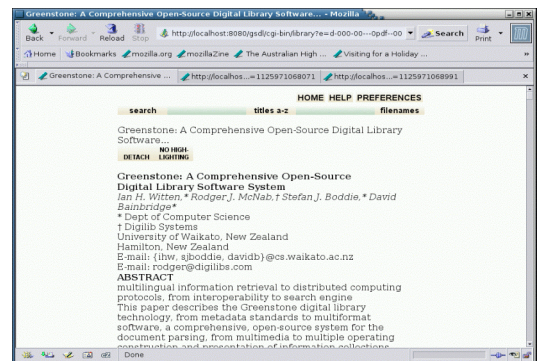 Greenstone: A Comprehensive Open-Source Digital Library Software... - Mozilla
Back Forward Reload Stop http://localhost:8080/gsdl/cgi-bin/library?e=d-000-00---0pdf--00 Search Print
Home Bookmarks mozilla.org mozillaZine The Australian High ... Visiting for a Holiday ...
Greenstone: A Comprehensive ... http://localhos...=1125971068071 http://localhos...=1125971068991
HOME HELP PREFERENCES
search titles a-z filenames
Greenstone: A Comprehensive Open-Source Digital Library
Software...
DETACH NO HIGH-LIGHTING
Greenstone: A Comprehensive Open-Source
Digital Library Software System
Ian H. Witten,* Rodger J. McNab,† Stefan J. Boddie,* David
Bainbridge*
* Dept of Computer Science
† Digilib Systems
University of Waikato, New Zealand
Hamilton, New Zealand
E-mail: {ihw, sjboddie, davidb}@cs.waikato.ac.nz
E-mail: rodger@digilibs.com
ABSTRACT
multilingual information retrieval to distributed computing
protocols, from interoperability to search engine
This paper describes the Greenstone digital library
technology, from metadata standards to multiformat
software, a comprehensive, open-source system for the
document parsing, from multimedia to multiple operating
construction and presentation of information collections
Done